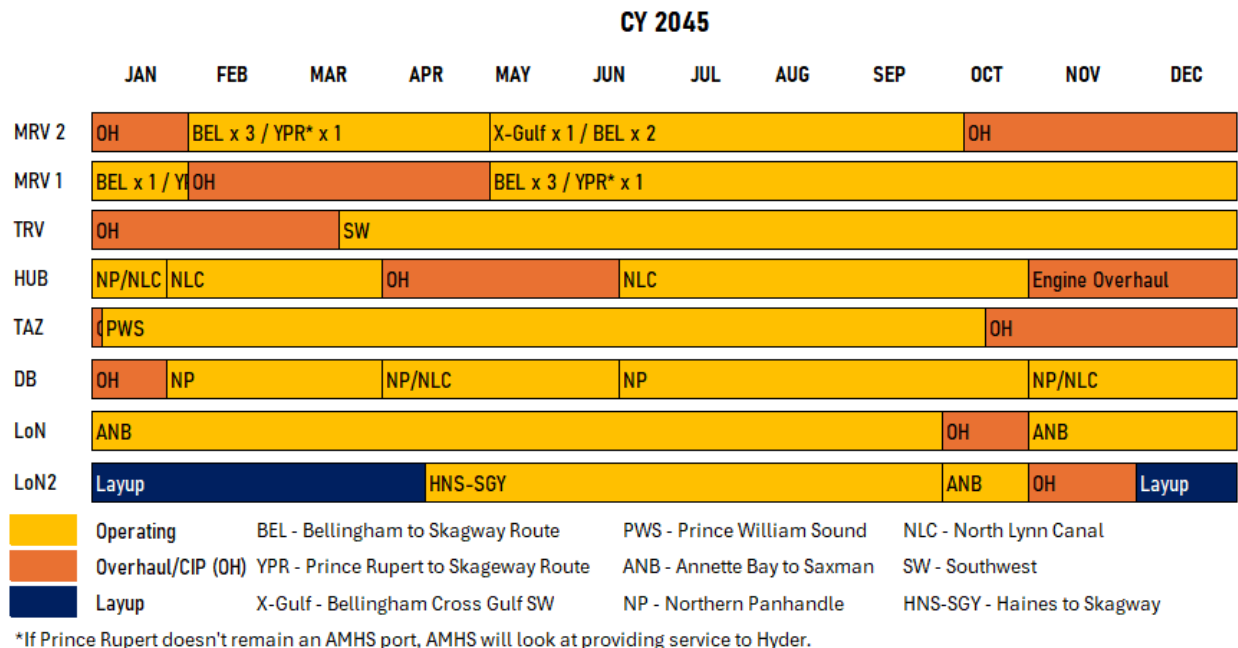 CY 2045
JAN FEB MAR APR MAY JUN JUL AUG SEP OCT NOV DEC
MRV 2 OH BEL x 3 / YPR* x 1 X-Gulf x 1 / BEL x 2 OH
MRV 1 BEL x 1 / OH BEL x 3 / YPR* x 1
TRV OH SW
HUB NP/NLC NLC OH NLC Engine Overhaul
TAZ PWS OH
DB OH NP NP/NLC NP NP/NLC
LoN ANB OH ANB
LoN2 Layup HNS-SGY ANB OH Layup
Operating BEL - Bellingham to Skagway Route PWS - Prince William Sound NLC - North Lynn Canal
Overhaul/CIP (OH) YPR - Prince Rupert to Skageway Route ANB - Annette Bay to Saxman SW - Southwest
Layup X-Gulf - Bellingham Cross Gulf SW NP - Northern Panhandle HNS-SGY - Haines to Skagway
*If Prince Rupert doesn't remain an AMHS port, AMHS will look at providing service to Hyder.